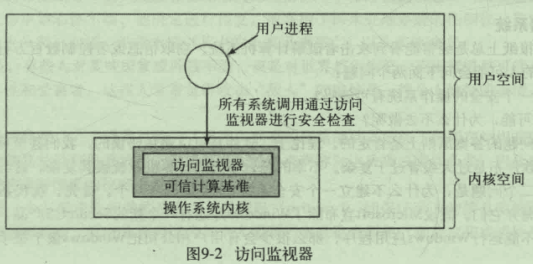 用户进程
用户空间
所有系统调用通过访问
监视器进行安全检查
访问监视器
可信计算基准
操作系统内核
内核空间
图9-2 访问监视器